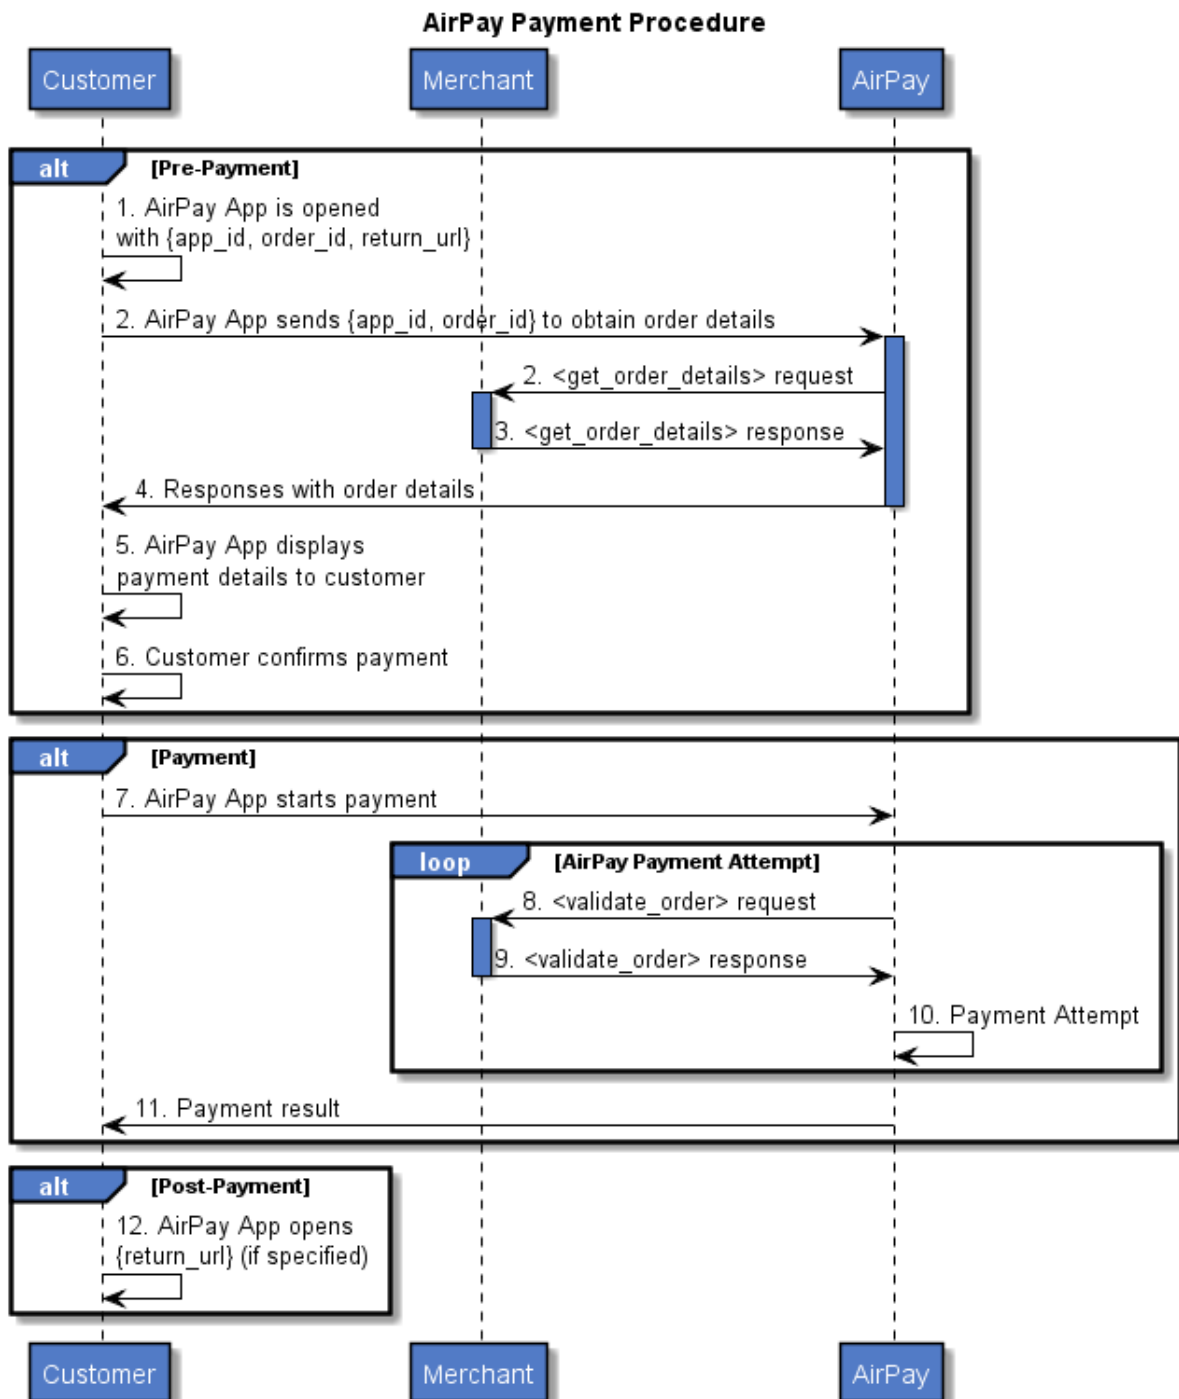 AirPay Payment Procedure
Customer
Merchant
AirPay
alt
[Pre-Payment]
1. AirPay App is opened
with {app_id, order_id, return_url}
2. AirPay App sends {app_id, order_id} to obtain order details
2. <get_order_details> request
3. <get_order_details> response
4. Responses with order details
5. AirPay App displays
payment details to customer
6. Customer confirms payment
alt
[Payment]
7. AirPay App starts payment
loop
[AirPay Payment Attempt]
8. <validate_order> request
9. <validate_order> response
10. Payment Attempt
11. Payment result
alt
[Post-Payment]
12. AirPay App opens
{return_url} (if specified)
Customer
Merchant
AirPay